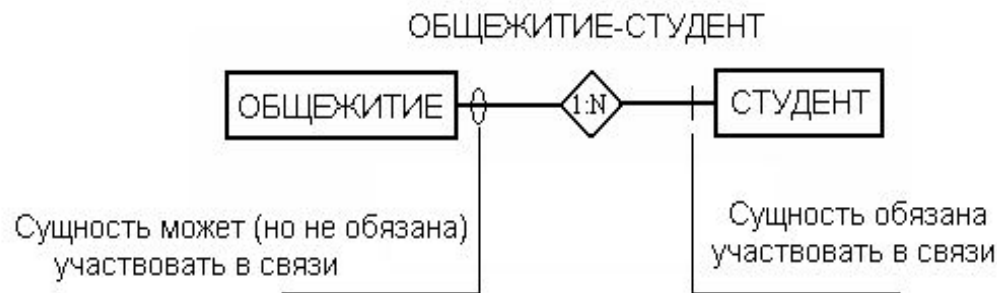 ОБЩЕЖИТИЕ-СТУДЕНТ
ОБЩЕЖИТИЕ
1:N
СТУДЕНТ
Сущность может (но не обязана)
участвовать в связи
Сущность обязана
участвовать в связи